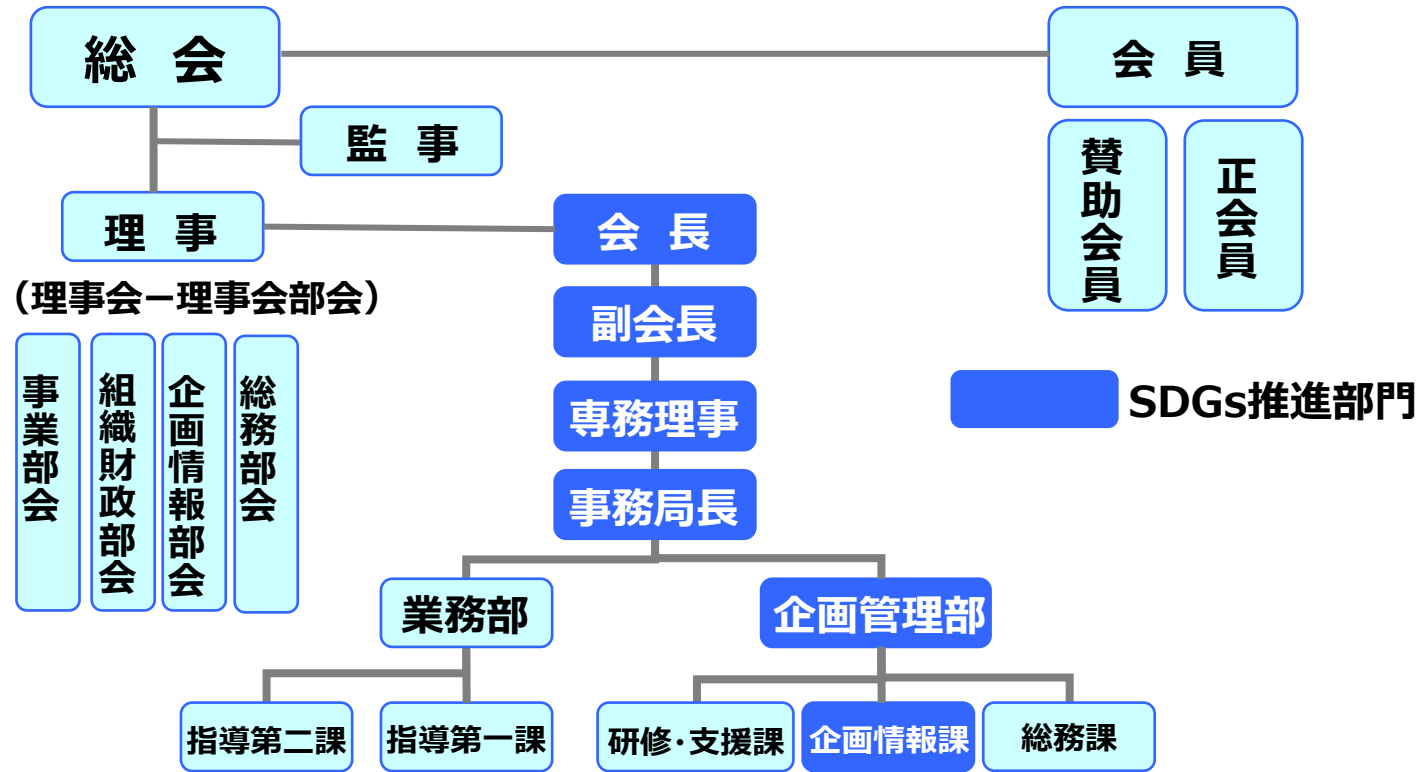 総 会
会 員
監 事
賛助会員
正会員
理 事
会 長
(理事会ー理事会部会)
副会長
事業部会
組織財政部会
企画情報部会
総務部会
専務理事
SDGs推進部門
事務局長
業務部
企画管理部
指導第二課
指導第一課
研修・支援課
企画情報課
総務課